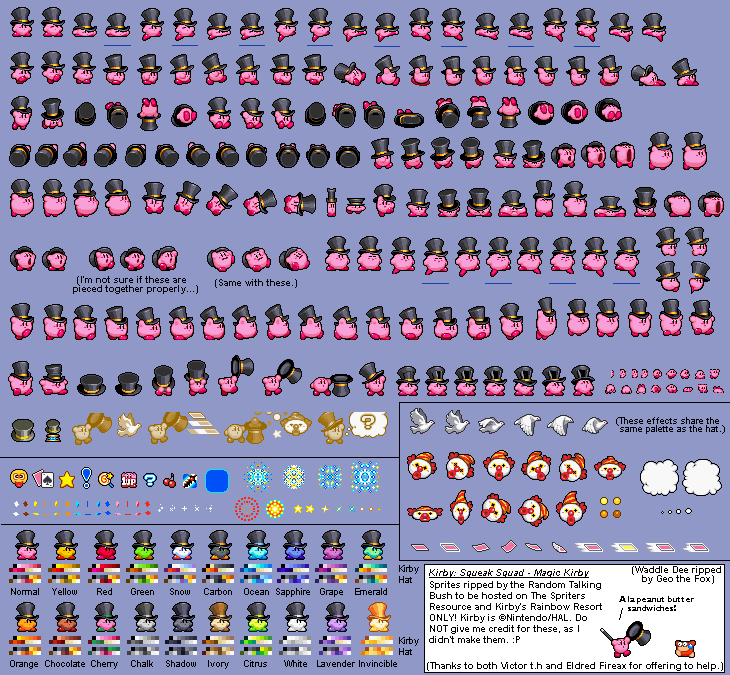 (I'm not sure if these are
pieced together properly...)
(Same with these.)
(These effects share the
same palette as the hat.)
?
1UP
?
Kirby
Hat
Normal Yellow Red Green Snow Carbon Ocean Sapphire Grape Emerald
Kirby
Hat
Orange Chocolate Cherry Chalk Shadow Ivory Citrus White Lavender Invincible
Kirby: Squeak Squad - Magic Kirby
Sprites ripped by the Random Talking
Bush to be hosted on The Spriters
Resource and Kirby's Rainbow Resort
ONLY! Kirby is ©Nintendo/HAL. Do
NOT give me credit for these, as I
didn't make them. :P
(Waddle Dee ripped
by Geo the Fox)
A la peanut butter
sandwiches!
(Thanks to both Victor t.h and Eldred Fireax for offering to help.)